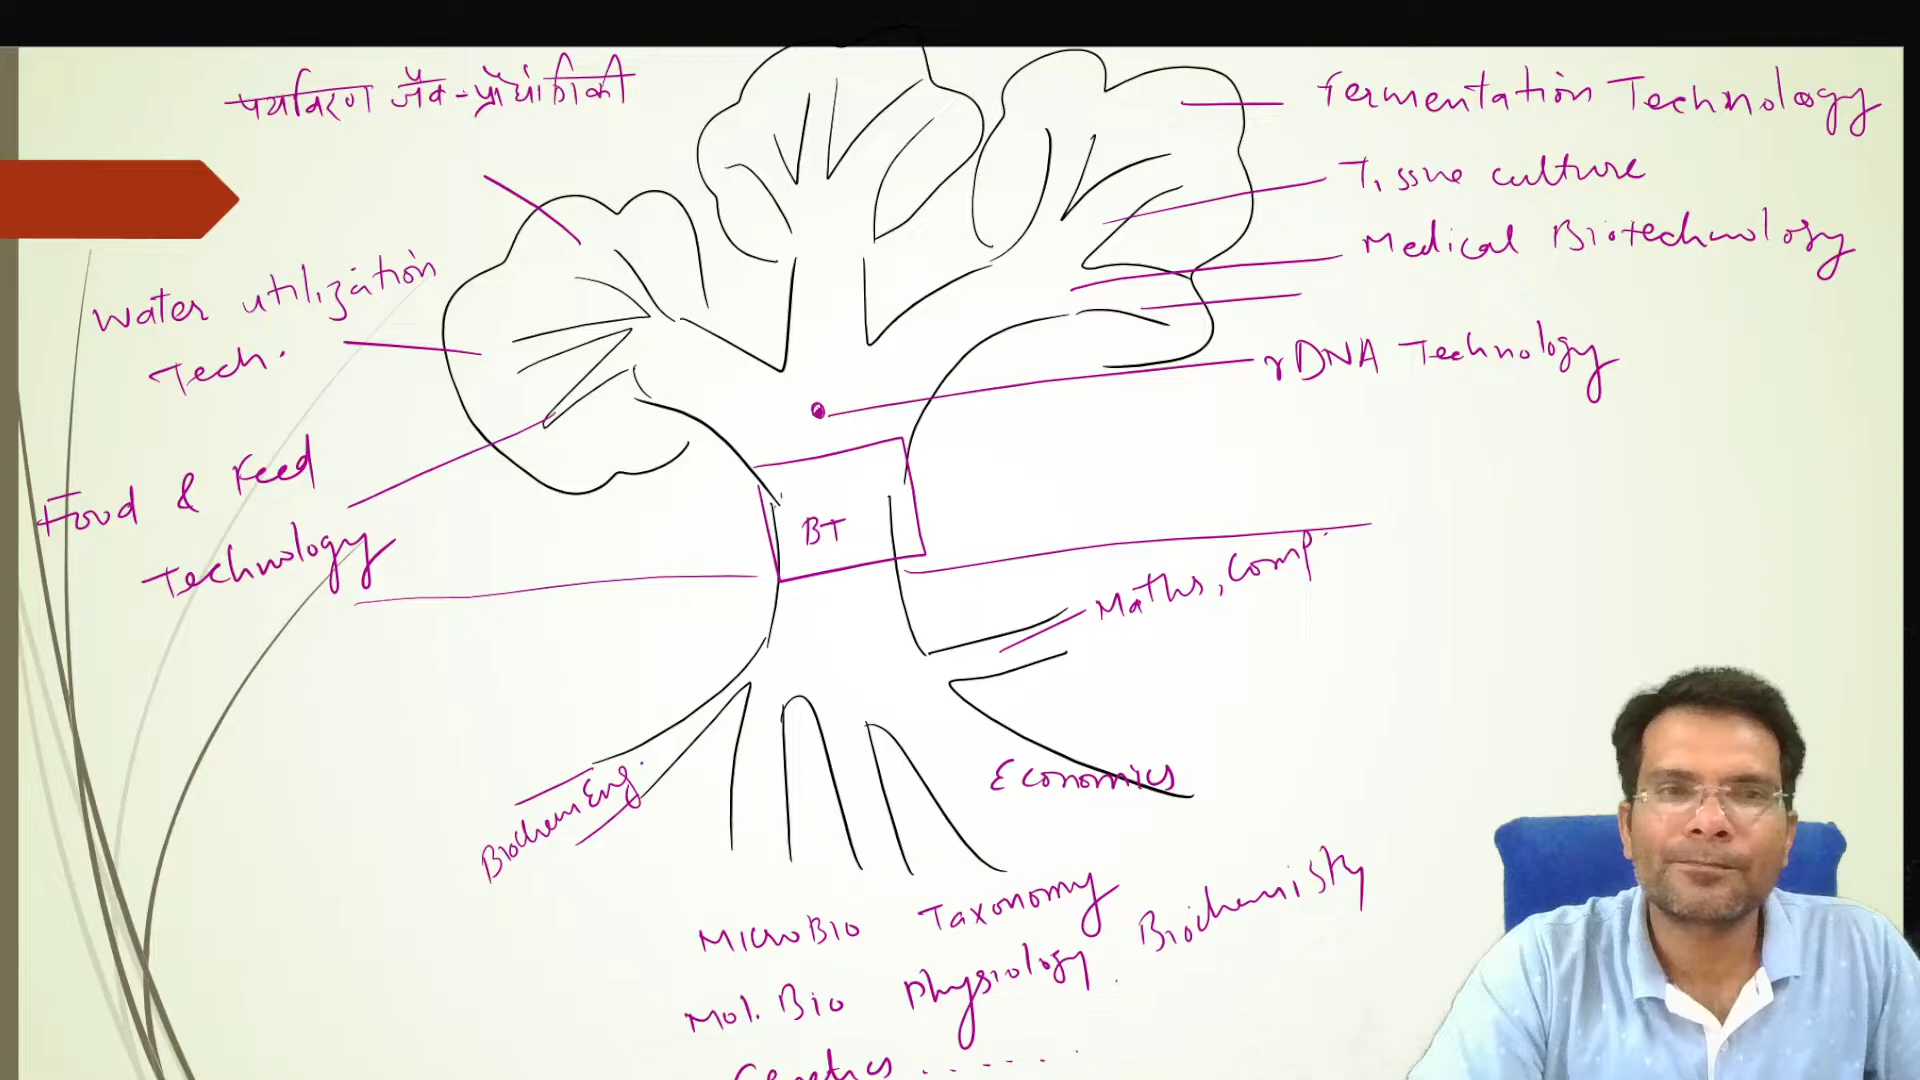 पर्यावरण जैव-प्रौद्योगिकी
Fermentation Technology
Tissue culture
Medical Biotechnology
Water utilization
Tech.
rDNA Technology
Food & Feed
Technology
BT
Maths, Comp.
Biochem Eng.
Economics
MicroBio Taxonomy
Mol. Bio Physiology. Biochemistry
Genetics ......